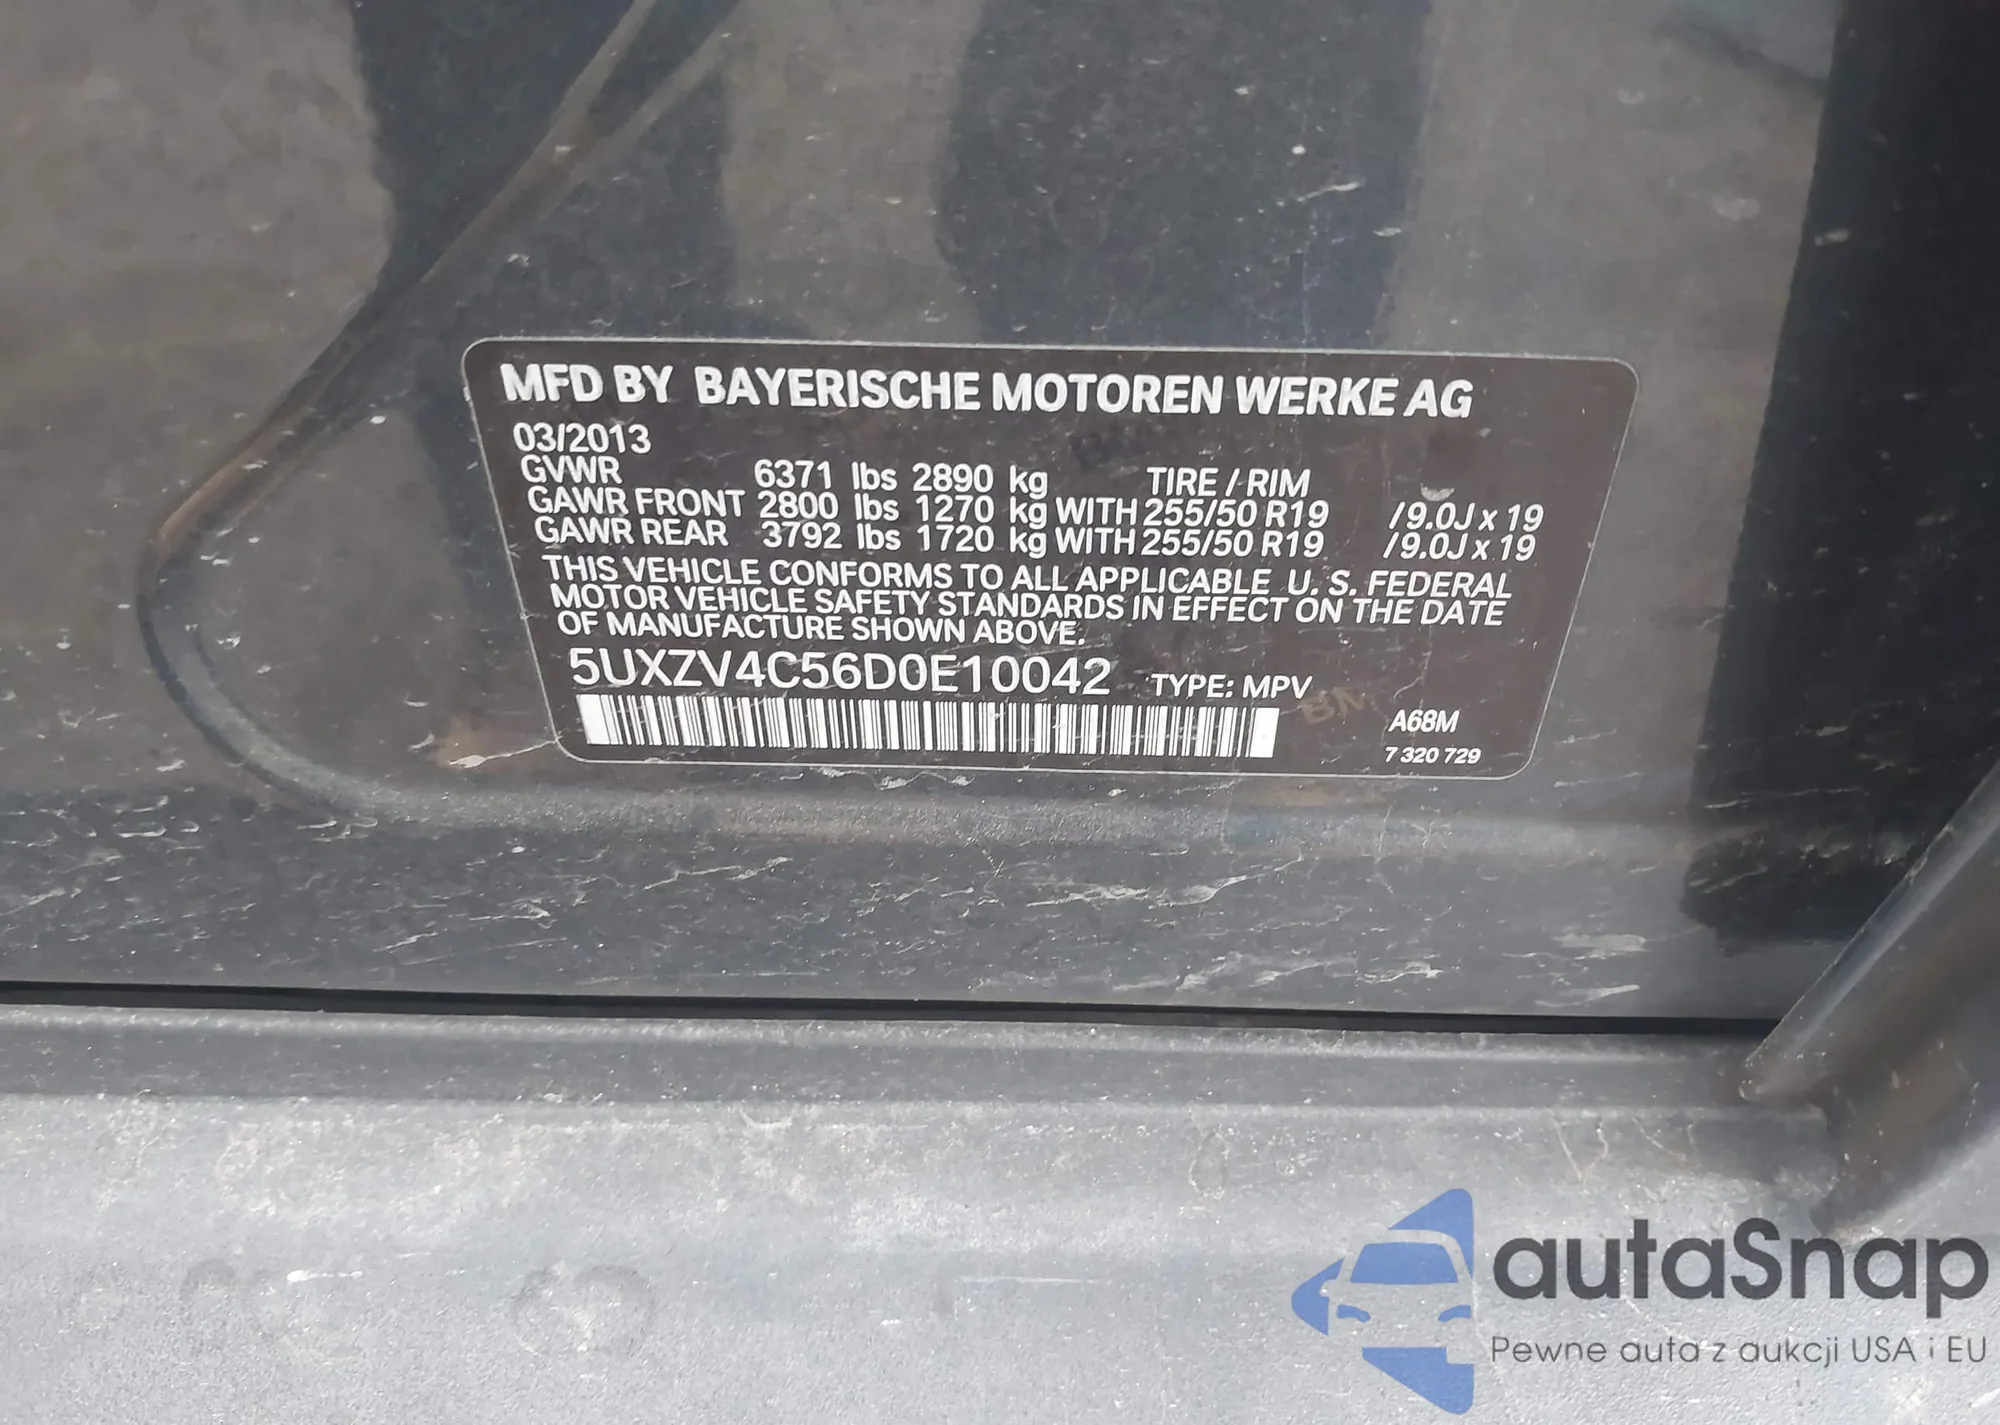 MFD BY BAYERISCHE MOTOREN WERKE AG
03/2013
GVWR 6371 lbs 2890 kg TIRE / RIM
GAWR FRONT 2800 lbs 1270 kg WITH 255/50 R19 / 9.0J x 19
GAWR REAR 3792 lbs 1720 kg WITH 255/50 R19 / 9.0J x 19
THIS VEHICLE CONFORMS TO ALL APPLICABLE U. S. FEDERAL
MOTOR VEHICLE SAFETY STANDARDS IN EFFECT ON THE DATE
OF MANUFACTURE SHOWN ABOVE.
5UXZV4C56D0E10042 TYPE: MPV
A68M
7 320 729
autaSnap
Pewne auta z aukcji USA i EU